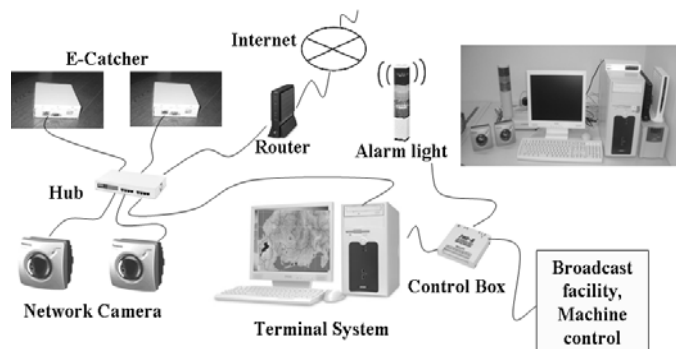 Internet
E-Catcher
Router
Alarm light
Hub
Network Camera
Terminal System
Control Box
Broadcast
facility,
Machine
control